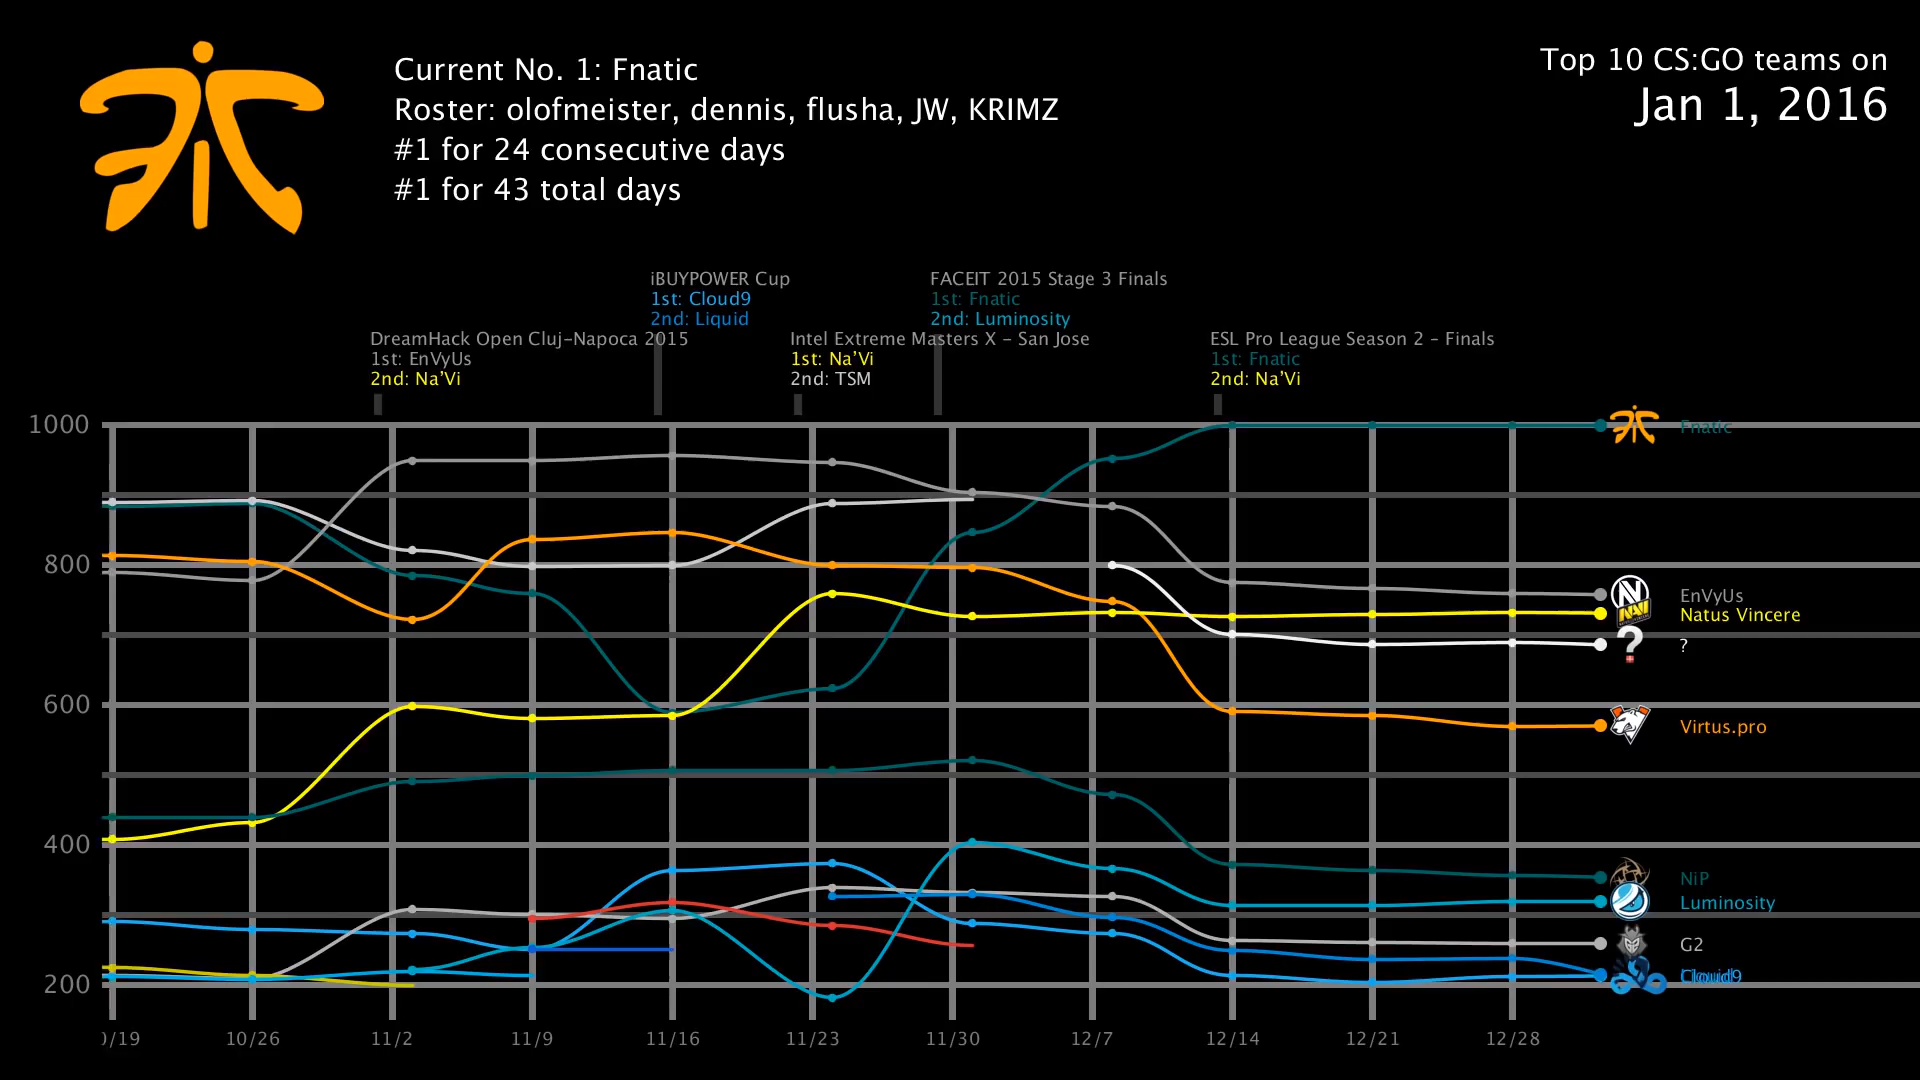 Current No. 1: Fnatic
Roster: olofmeister, dennis, flusha, JW, KRIMZ
#1 for 24 consecutive days
#1 for 43 total days
Top 10 CS:GO teams on
Jan 1, 2016
iBUYPOWER Cup
1st: Cloud9
2nd: Liquid
FACEIT 2015 Stage 3 Finals
1st: Fnatic
2nd: Luminosity
DreamHack Open Cluj-Napoca 2015
1st: EnVyUs
2nd: Na'Vi
Intel Extreme Masters X - San Jose
1st: Na'Vi
2nd: TSM
ESL Pro League Season 2 - Finals
1st: Fnatic
2nd: Na'Vi
1000
800
600
400
200
Fnatic
EnVyUs
Natus Vincere
?
Virtus.pro
NiP
Luminosity
G2
Cloud9
/19
10/26
11/2
11/9
11/16
11/23
11/30
12/7
12/14
12/21
12/28